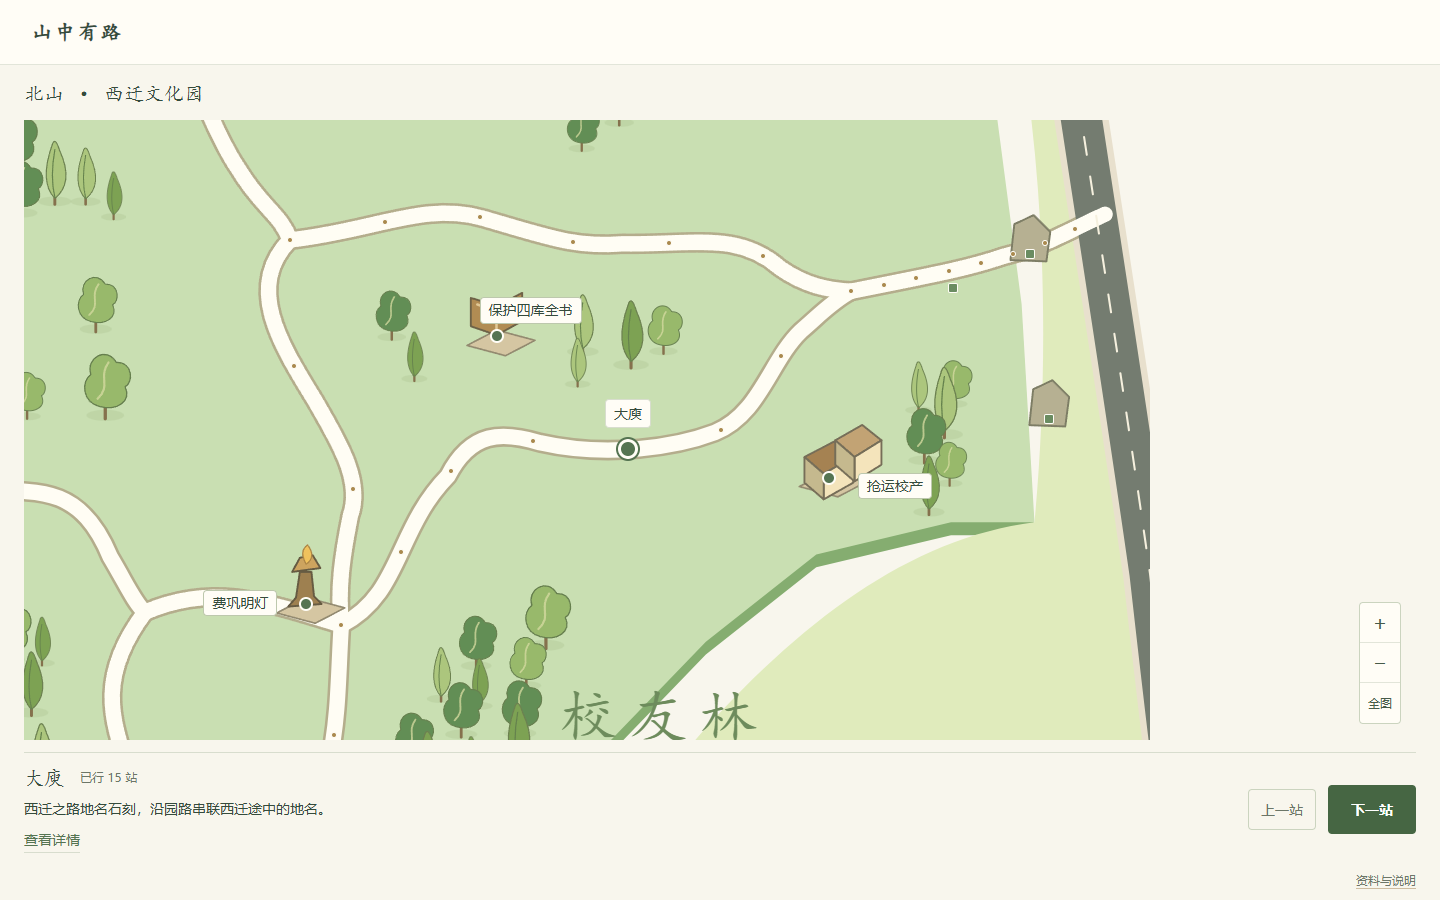 山中有路
北山 • 西迁文化园
保护四库全书
大庾
抢运校产
费巩明灯
校友林
+
−
全图
大庾 已行 15 站
西迁之路地名石刻，沿园路串联西迁途中的地名。
查看详情
上一站
下一站
资料与说明